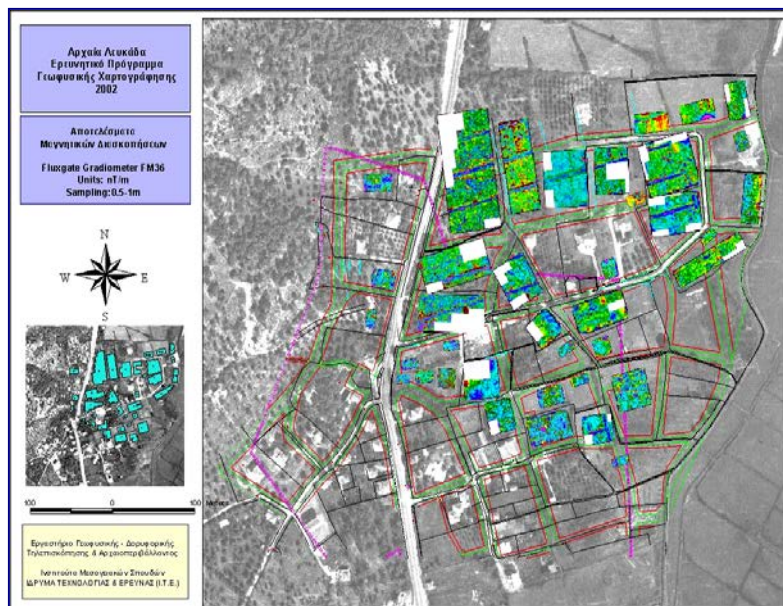 Αρχαία Λευκάδα
Ερευνητικό Πρόγραμμα
Γεωφυσικής Χαρτογράφησης
2002
Αποτελέσματα
Μαγνητικών Διασκοπήσεων
Fluxgate Gradiometer FM36
Units: nT/m
Sampling:0.5-1m
N
W E
S
100 0 100
Εργαστήριο Γεωφυσικής - Δορυφορικής
Τηλεπισκόπησης & Αρχαιοπεριβάλλοντος
Ινστιτούτο Μεσογειακών Σπουδών
ΙΔΡΥΜΑ ΤΕΧΝΟΛΟΓΙΑΣ & ΕΡΕΥΝΑΣ (Ι.Τ.Ε.)